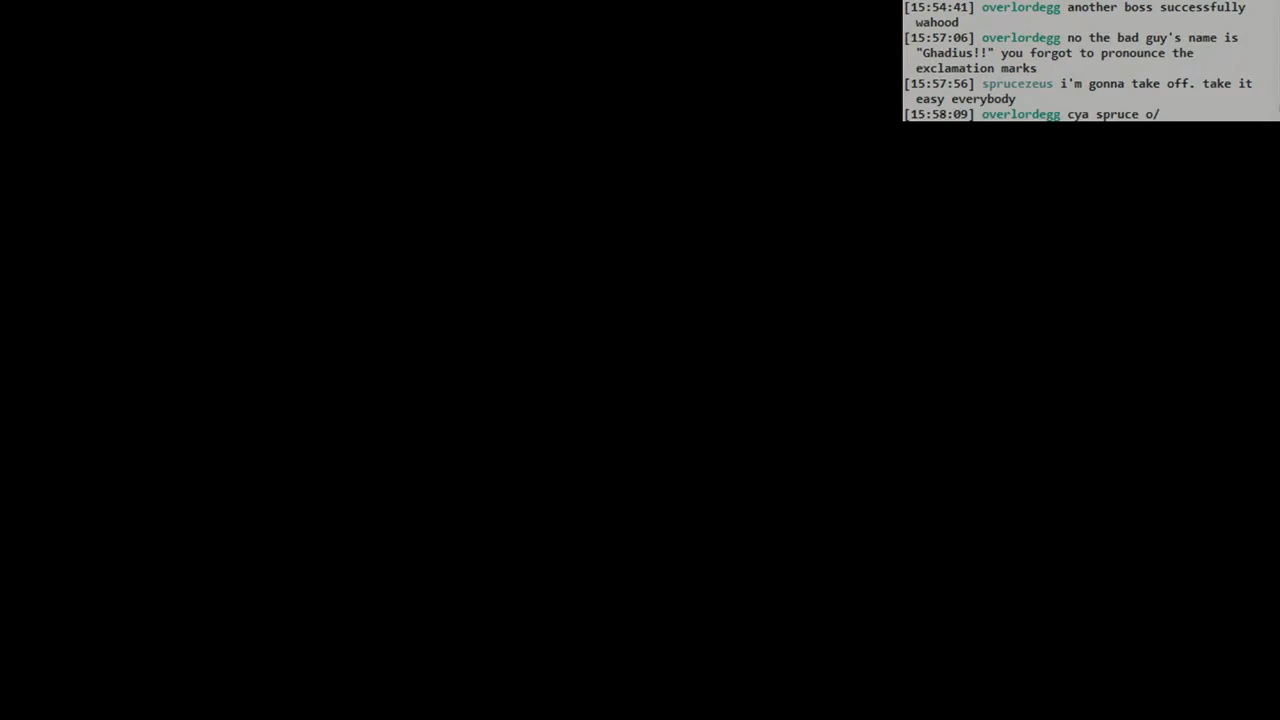 [15:54:41] overlordegg another boss successfully
wahood
[15:57:06] overlordegg no the bad guy's name is
"Ghadius!!" you forgot to pronounce the
exclamation marks
[15:57:56] sprucezeus i'm gonna take off. take it
easy everybody
[15:58:09] overlordegg cya spruce o/